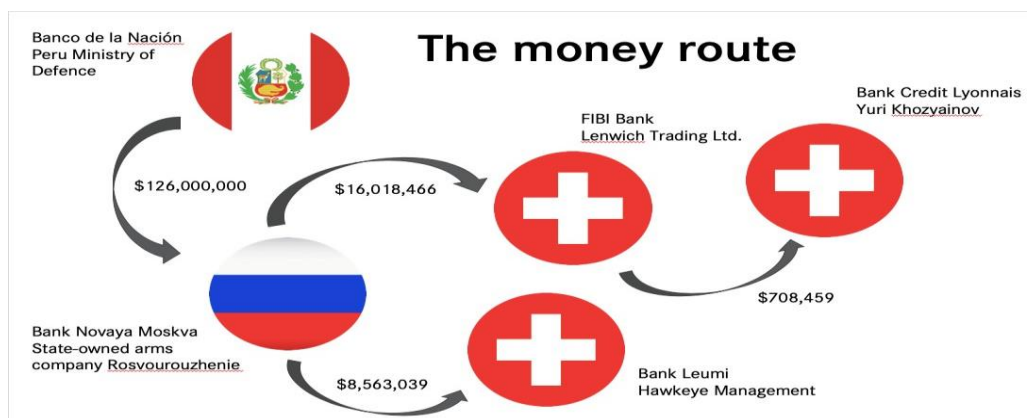 The money route
Banco de la Nación
Peru Ministry of
Defence
$126,000,000
Bank Novaya Moskva
State-owned arms
company Rosvourouzhenie
$16,018,466
FIBI Bank
Lenwich Trading Ltd.
$8,563,039
Bank Leumi
Hawkeye Management
$708,459
Bank Credit Lyonnais
Yuri Khozyainov